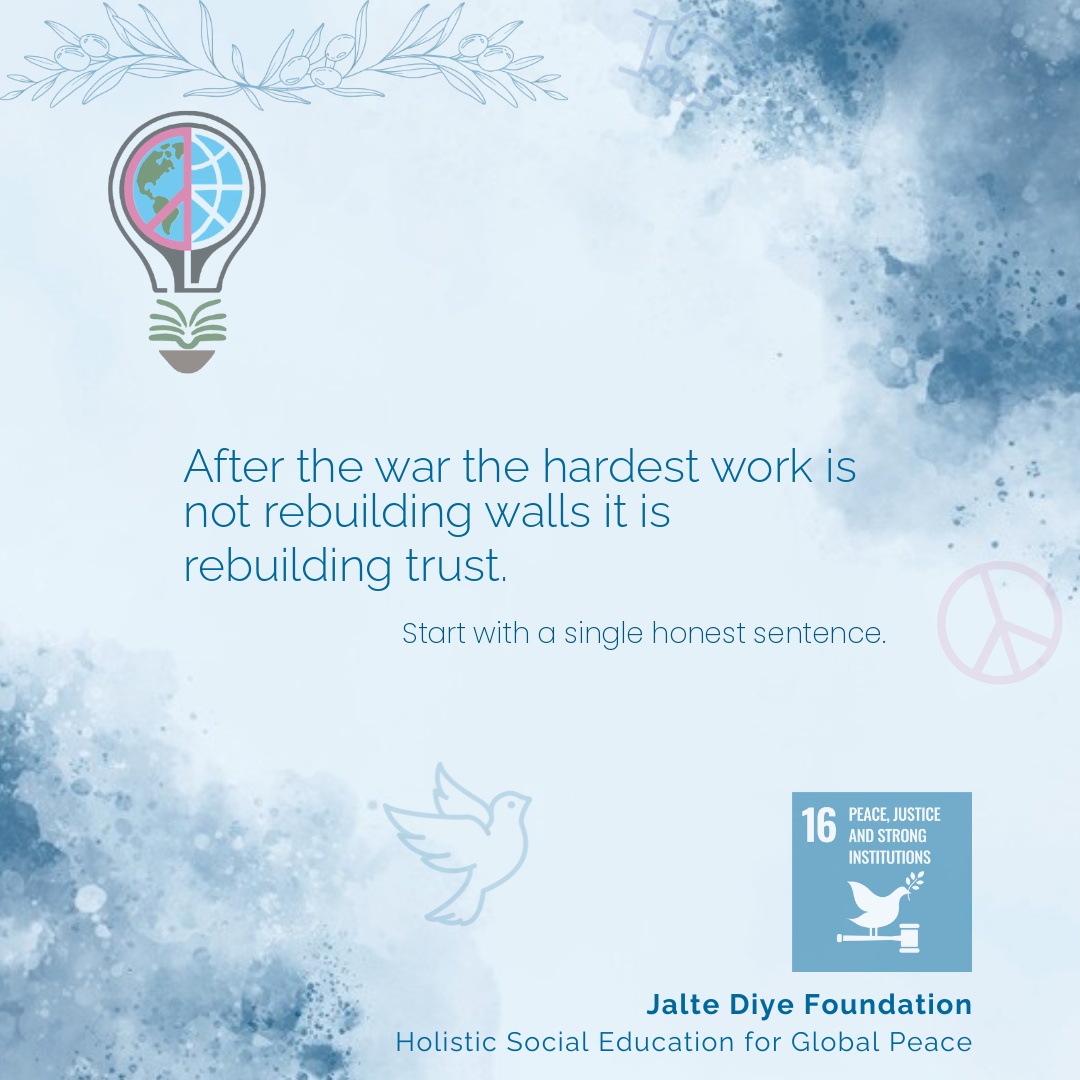 After the war the hardest work is
not rebuilding walls it is
rebuilding trust.
Start with a single honest sentence.
16
PEACE, JUSTICE
AND STRONG
INSTITUTIONS
Jalte Diye Foundation
Holistic Social Education for Global Peace